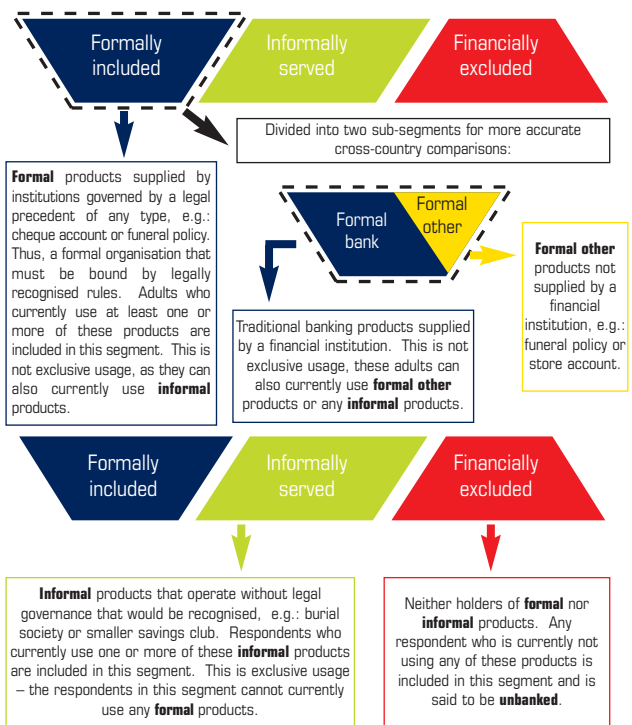 Formally
included
Informally
served
Financially
excluded
Divided into two sub-segments for more accurate
cross-country comparisons:
Formal products supplied by
institutions governed by a legal
precedent of any type, e.g.:
cheque account or funeral policy.
Thus, a formal organisation that
must be bound by legally
recognised rules. Adults who
currently use at least one or
more of these products are
included in this segment. This is
not exclusive usage, as they can
also currently use informal
products.
Formal
bank
Formal
other
Formal other
products not
supplied by a
financial
institution, e.g.:
funeral policy or
store account.
Traditional banking products supplied
by a financial institution. This is not
exclusive usage, these adults can
also currently use formal other
products or any informal products.
Formally
included
Informally
served
Financially
excluded
Informal products that operate without legal
governance that would be recognised, e.g.: burial
society or smaller savings club. Respondents who
currently use one or more of these informal products
are included in this segment. This is exclusive usage
– the respondents in this segment cannot currently
use any formal products.
Neither holders of formal nor
informal products. Any
respondent who is currently not
using any of these products is
included in this segment and is
said to be unbanked.